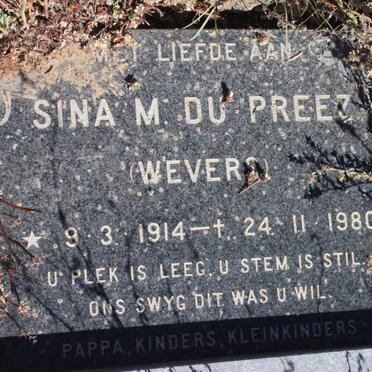 MET LIEFDE AAN
SINA M DU PREEZ
(WEVERS)
9. 3. 1914 — † 24. 11. 1980
U PLEK IS LEEG, U STEM IS STIL.
ONS SWYG DIT WAS U WIL.
PAPPA, KINDERS, KLEINKINDERS